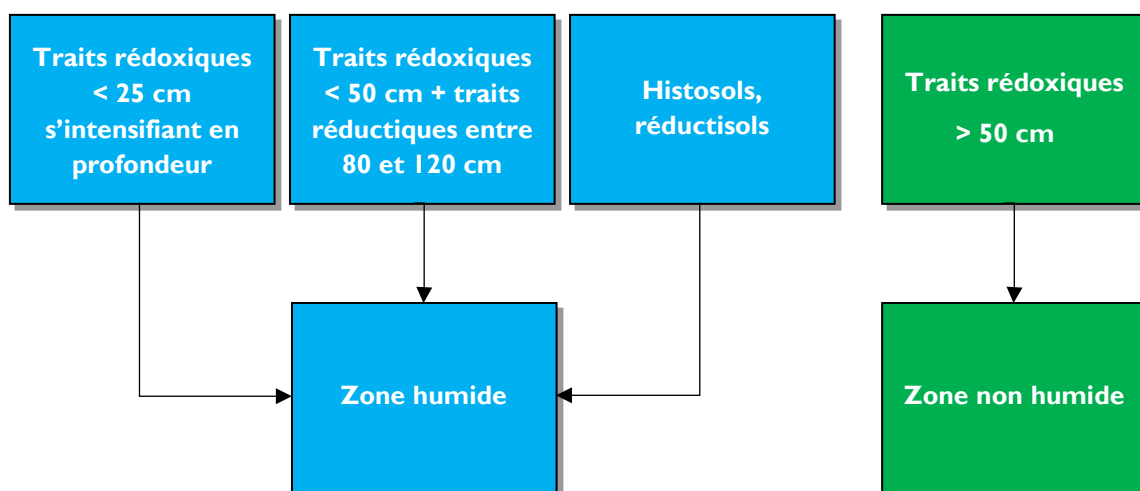 Traits rédoxiques
< 25 cm
s’intensifiant en
profondeur
Traits rédoxiques
< 50 cm + traits
réductiques entre
80 et 120 cm
Histosols,
réductisols
Traits rédoxiques
> 50 cm
Zone humide
Zone non humide